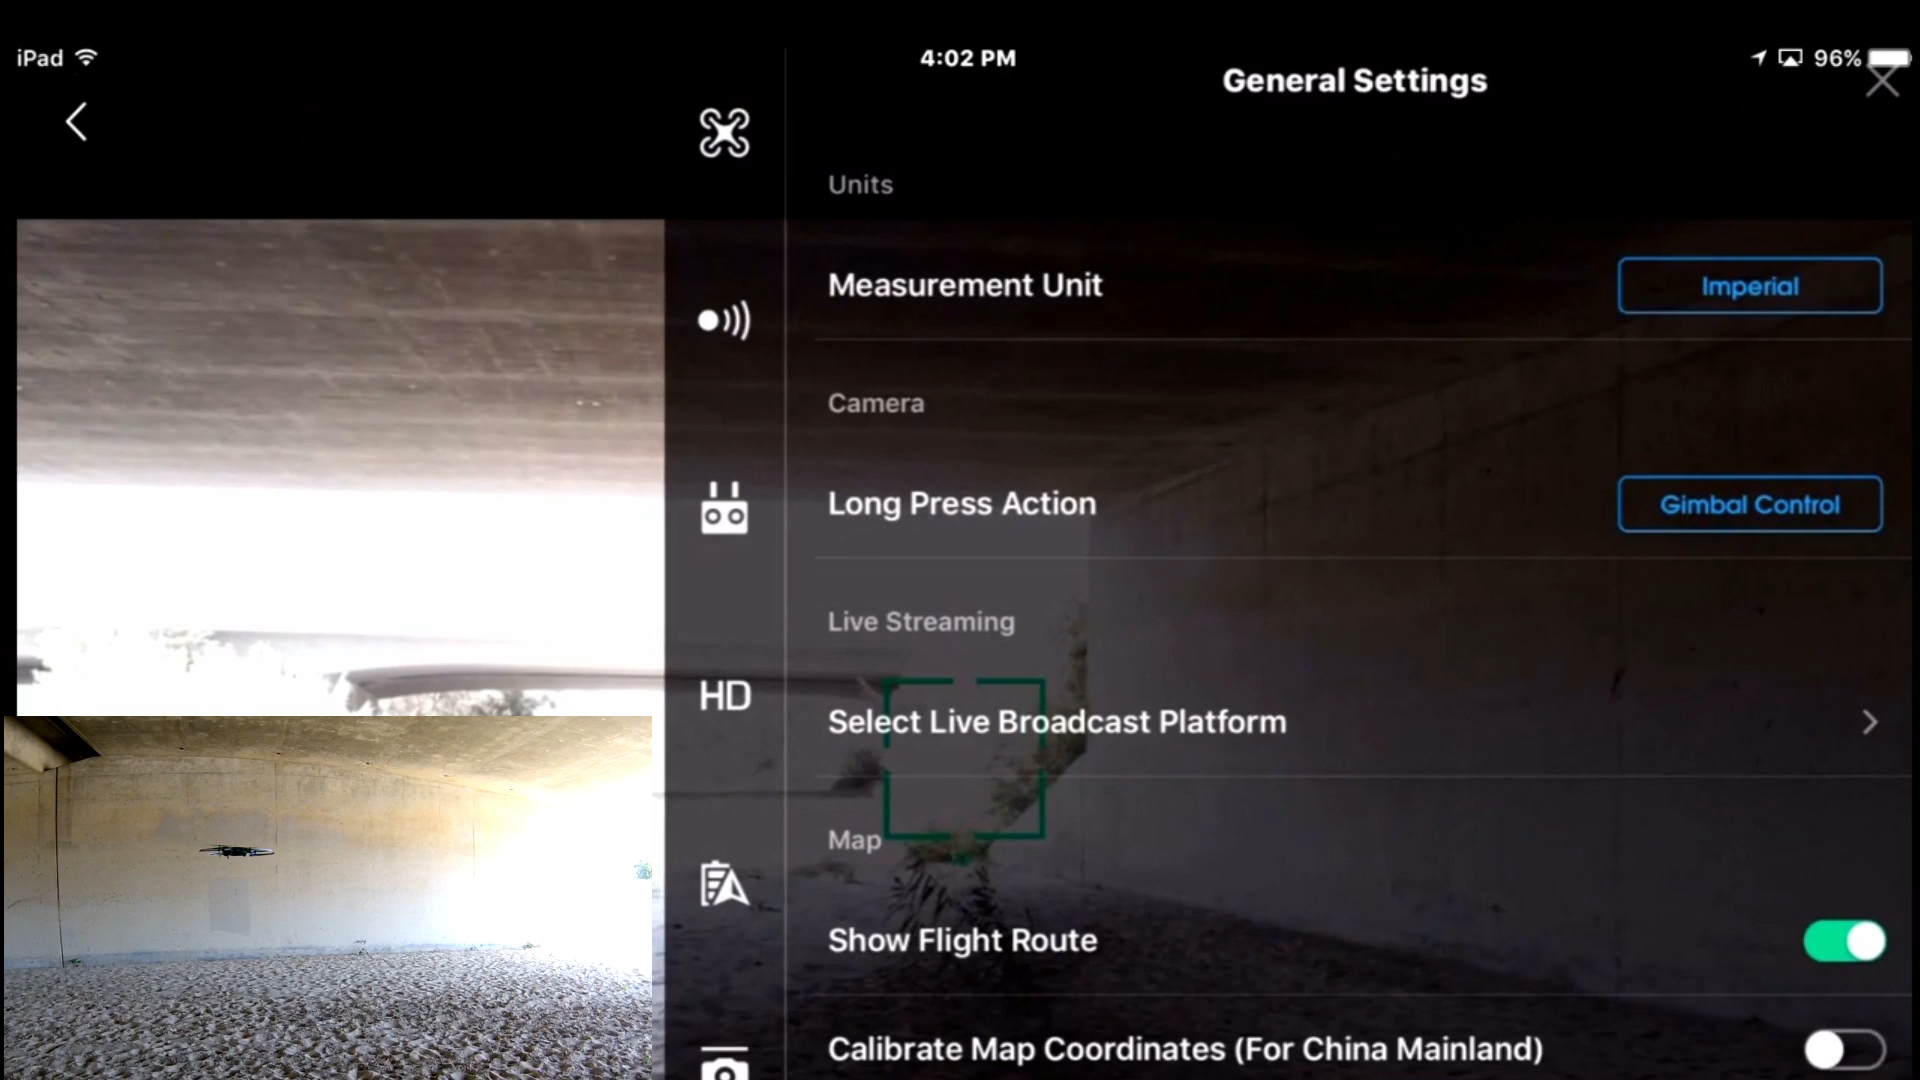 iPad
4:02 PM
96%
General Settings
Units
Measurement Unit
Imperial
Camera
Long Press Action
Gimbal Control
Live Streaming
HD
Select Live Broadcast Platform
Map
Show Flight Route
Calibrate Map Coordinates (For China Mainland)